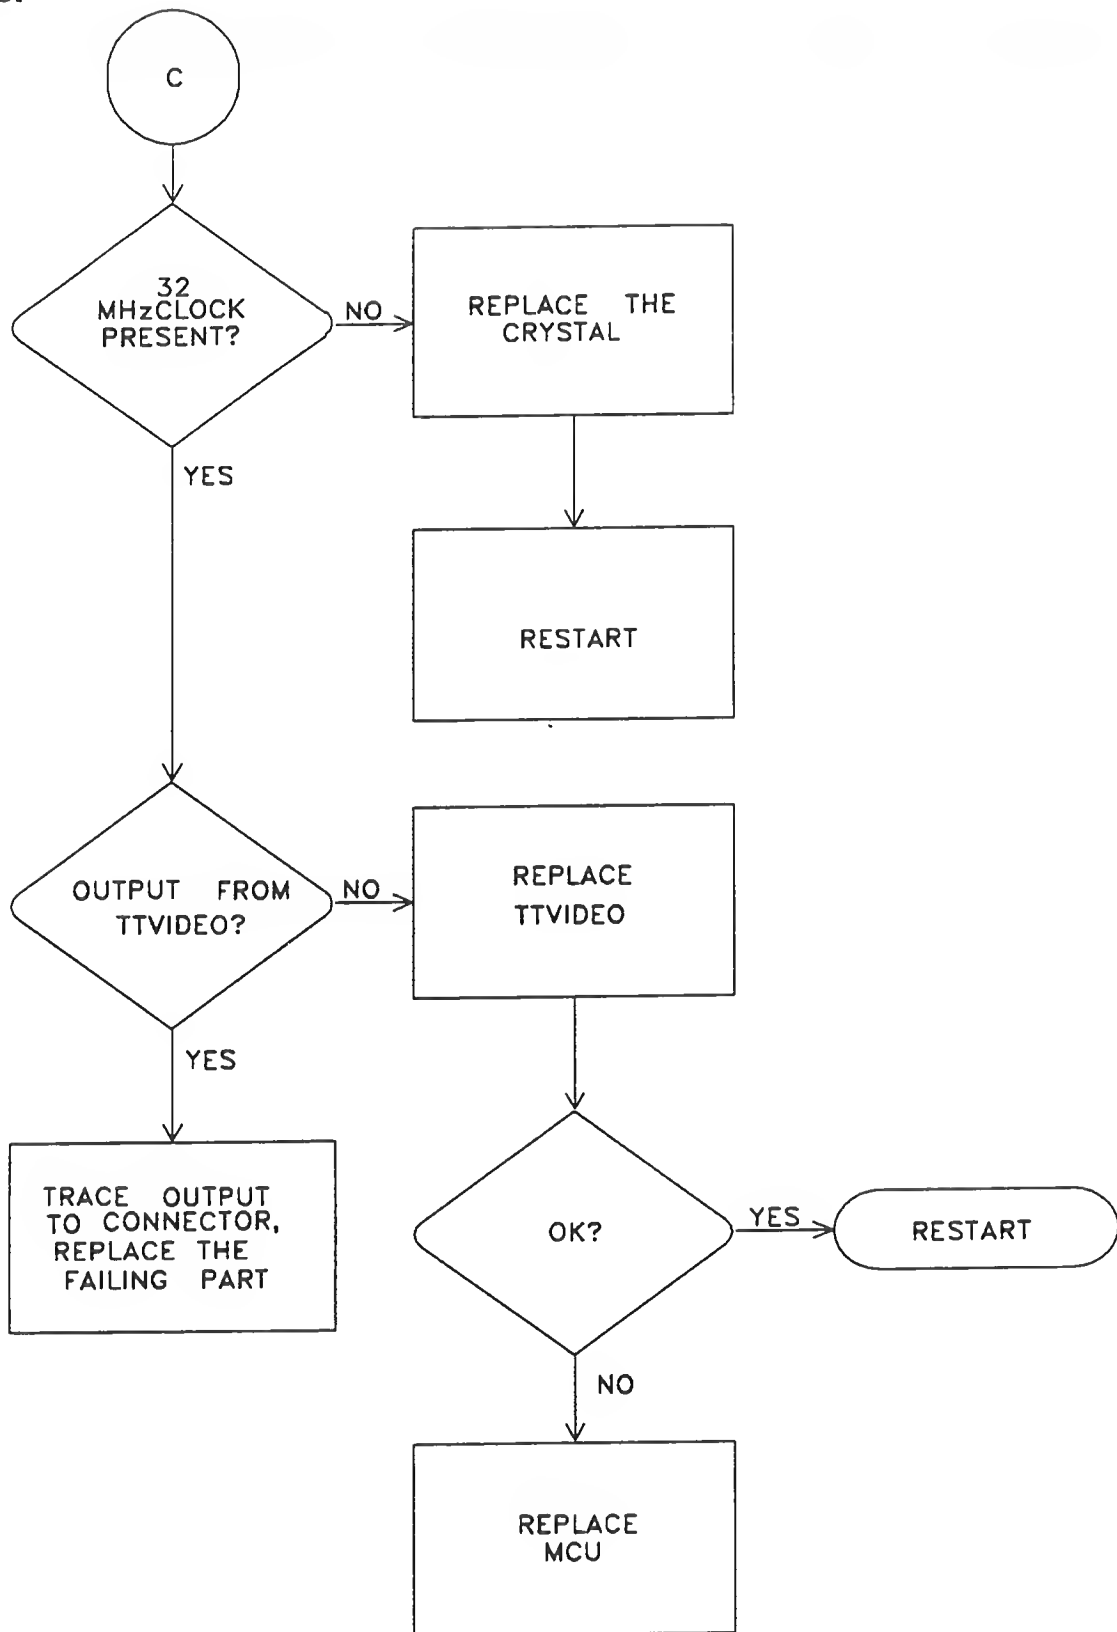 C
32
MHzCLOCK
PRESENT?
NO
REPLACE THE
CRYSTAL
YES
RESTART
OUTPUT FROM
TTVIDEO?
NO
REPLACE
TTVIDEO
YES
TRACE OUTPUT
TO CONNECTOR,
REPLACE THE
FAILING PART
OK?
YES
RESTART
NO
REPLACE
MCU